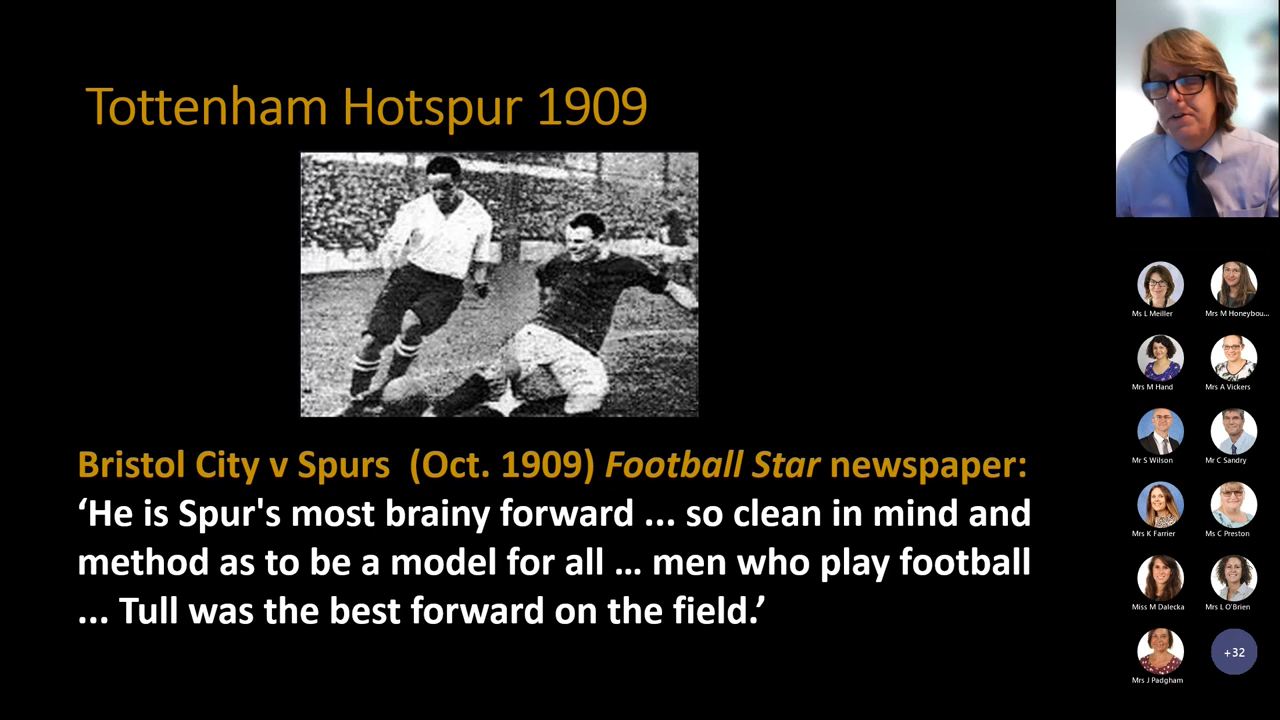 Tottenham Hotspur 1909
Bristol City v Spurs (Oct. 1909) Football Star newspaper:
‘He is Spur's most brainy forward ... so clean in mind and
method as to be a model for all ... men who play football
... Tull was the best forward on the field.’
Ms L Meiller
Mrs M Honeybou...
Mrs M Hand
Mrs A Vickers
Mr S Wilson
Mr C Sandry
Mrs K Farrier
Ms C Preston
Miss M Dalecka
Mrs L O'Brien
Mrs J Padgham
+32